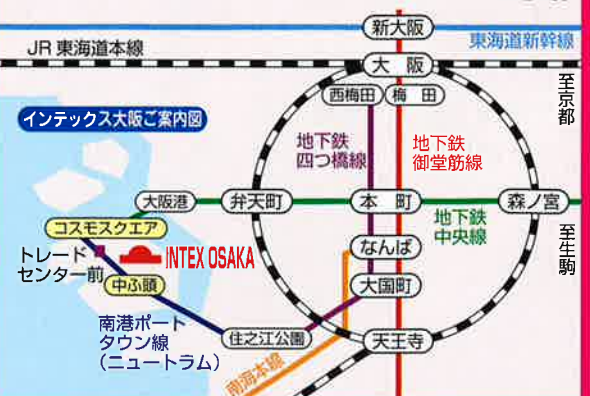 新大阪
東海道新幹線
JR 東海道本線
大 阪
至京都
西梅田
梅 田
インテックス大阪ご案内図
地下鉄
四つ橋線
地下鉄
御堂筋線
大阪港
弁天町
本 町
森ノ宮
地下鉄
中央線
コスモスクエア
なんば
至生駒
トレード
センター前
INTEX OSAKA
中ふ頭
大国町
南港ポート
タウン線
（ニュートラム）
住之江公園
天王寺
南海本線